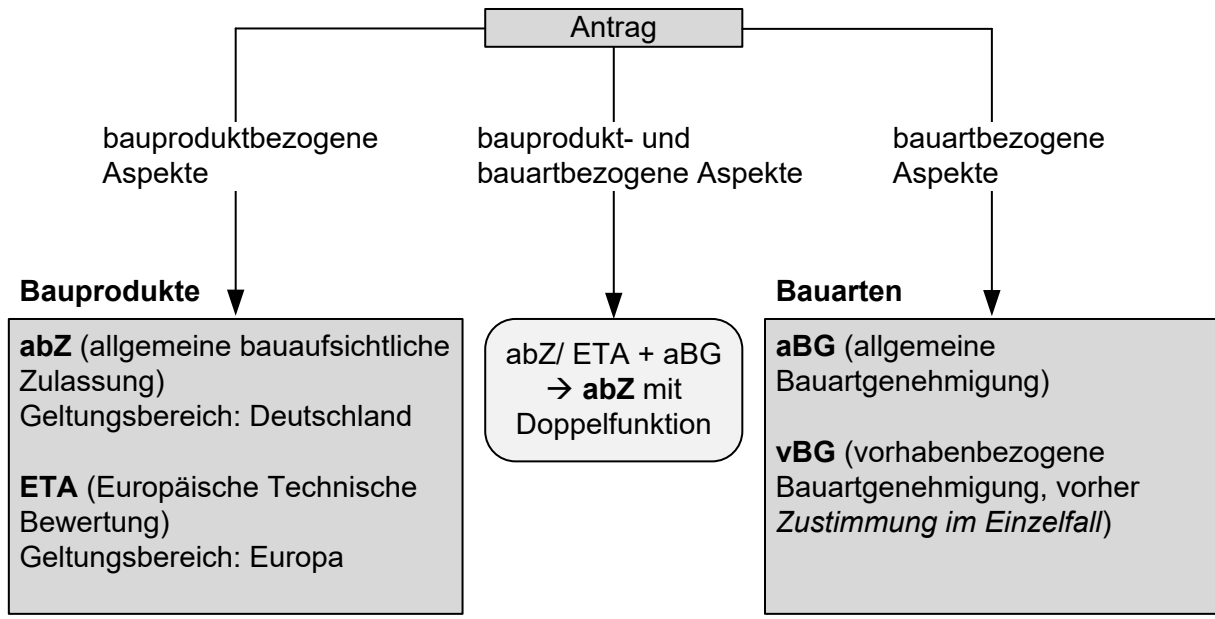 Antrag
bauproduktbezogene
Aspekte
bauprodukt- und
bauartbezogene Aspekte
bauartbezogene
Aspekte
Bauprodukte
abZ (allgemeine bauaufsichtliche
Zulassung)
Geltungsbereich: Deutschland
ETA (Europäische Technische
Bewertung)
Geltungsbereich: Europa
abZ/ ETA + aBG
→ abZ mit
Doppelfunktion
Bauarten
aBG (allgemeine
Bauartgenehmigung)
vBG (vorhabenbezogene
Bauartgenehmigung, vorher
Zustimmung im Einzelfall)